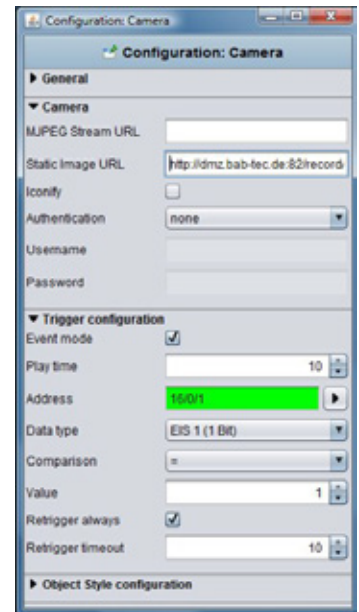 Configuration: Camera
Configuration: Camera
General
Camera
MJPEG Stream URL
Static Image URL http://dmz.bab-tec.de:82/record/
Iconify
Authentication none
Username
Password
Trigger configuration
Event mode
Play time 10
Address 16/0/1
Data type EIS 1 (1 Bit)
Comparison =
Value 1
Retrigger always
Retrigger timeout 10
Object Style configuration